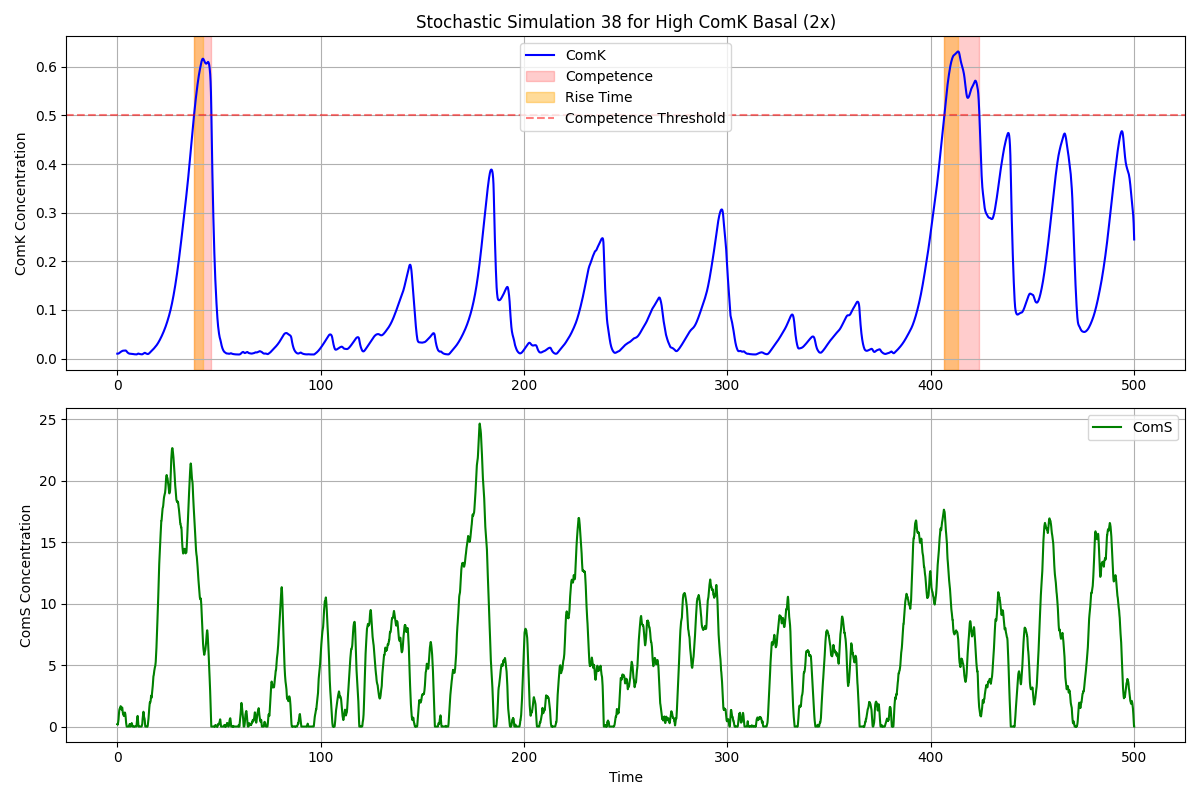 Stochastic Simulation 38 for High ComK Basal (2x)
ComK Concentration
0.6
0.5
0.4
0.3
0.2
0.1
0.0
ComK
Competence
Rise Time
Competence Threshold
0 100 200 300 400 500
ComS Concentration
25
20
15
10
5
0
ComS
0 100 200 300 400 500
Time